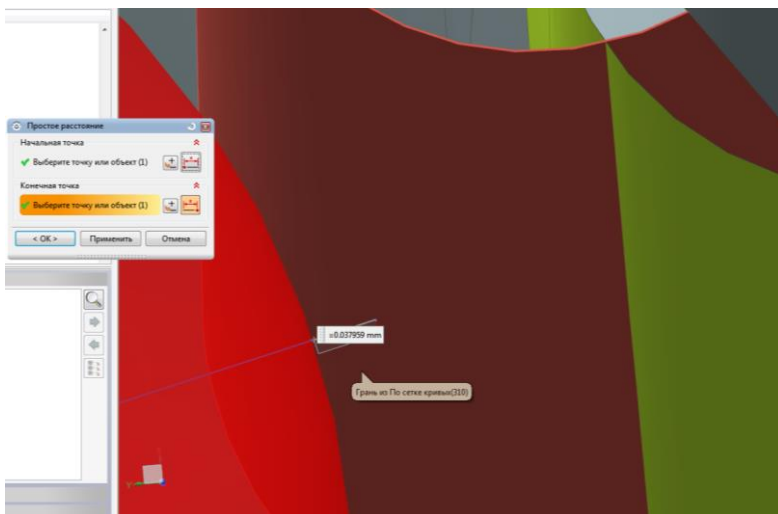 Простое расстояние
Начальная точка
Выберите точку или объект (1)
Конечная точка
Выберите точку или объект (1)
< OK >
Применить
Отмена
=0.037959 mm
Грань из По сетке кривых(310)
Y